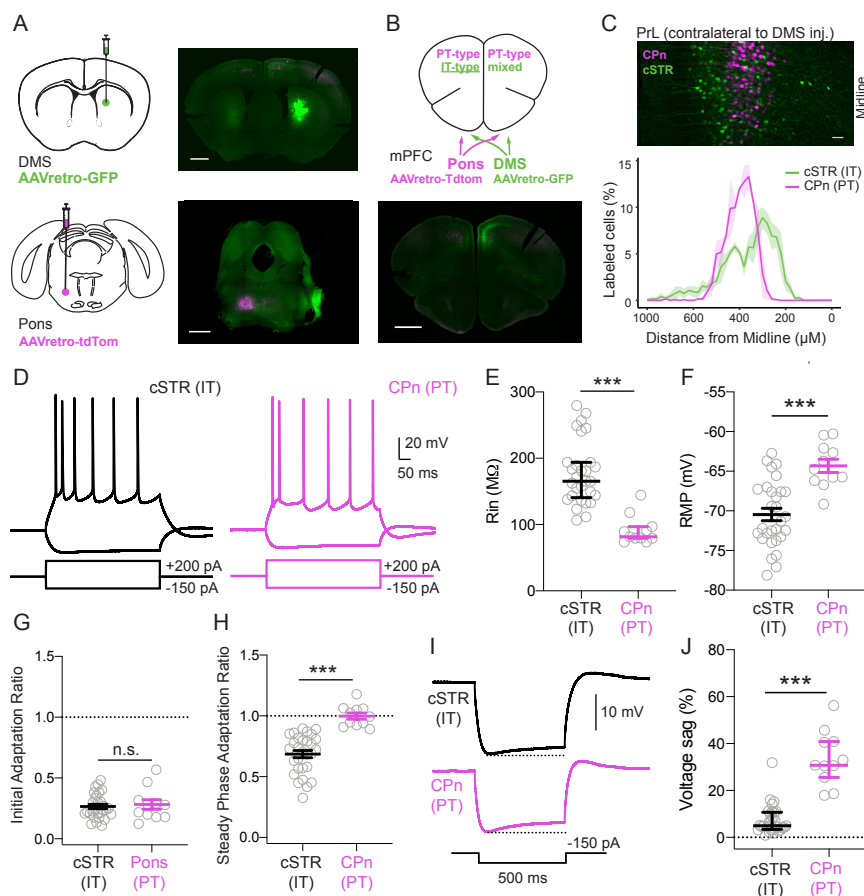 A
DMS
AAVretro-GFP
Pons
AAVretro-tdTom
B
PT-type PT-type
IT-type mixed
mPFC
Pons DMS
AAVretro-Tdtom AAVretro-GFP
C
PrL (contralateral to DMS inj.)
CPn
cSTR
Midline
cSTR (IT)
CPn (PT)
Labeled cells (%)
15
10
5
0
1000 800 600 400 200 0
Distance from Midline (µM)
D
cSTR (IT)
CPn (PT)
20 mV
50 ms
+200 pA
-150 pA
+200 pA
-150 pA
E
***
Rin (MΩ)
300
200
100
0
cSTR
(IT)
CPn
(PT)
F
***
RMP (mV)
-55
-60
-65
-70
-75
-80
cSTR
(IT)
CPn
(PT)
G
Initial Adaptation Ratio
1.5
1.0
0.5
0.0
n.s.
cSTR
(IT)
Pons
(PT)
H
Steady Phase Adaptation Ratio
1.5
1.0
0.5
0.0
***
cSTR
(IT)
CPn
(PT)
I
cSTR
(IT)
10 mV
CPn
(PT)
-150 pA
500 ms
J
Voltage sag (%)
60
40
20
0
***
cSTR
(IT)
CPn
(PT)